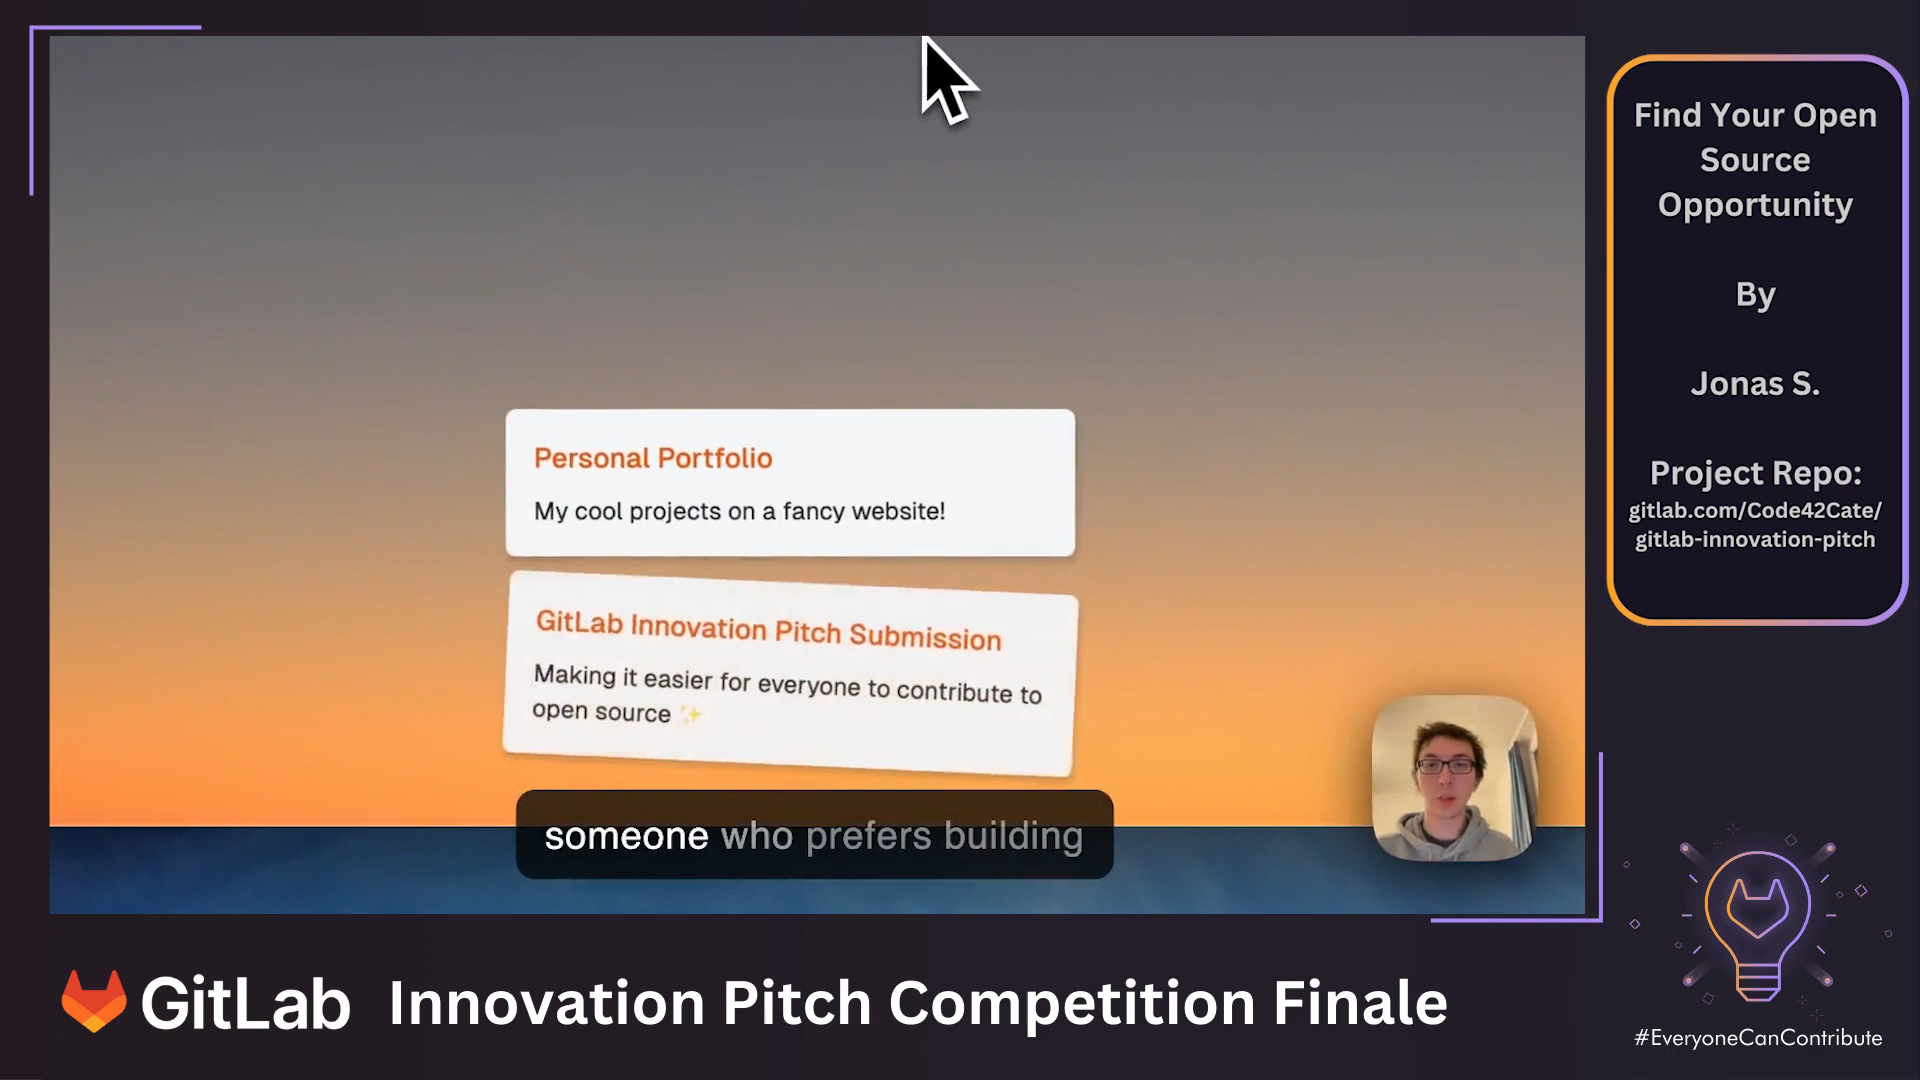 Personal Portfolio
My cool projects on a fancy website!
GitLab Innovation Pitch Submission
Making it easier for everyone to contribute to
open source ✨
someone who prefers building
Find Your Open
Source
Opportunity
By
Jonas S.
Project Repo:
gitlab.com/Code42Cate/
gitlab-innovation-pitch
GitLab Innovation Pitch Competition Finale
#EveryoneCanContribute